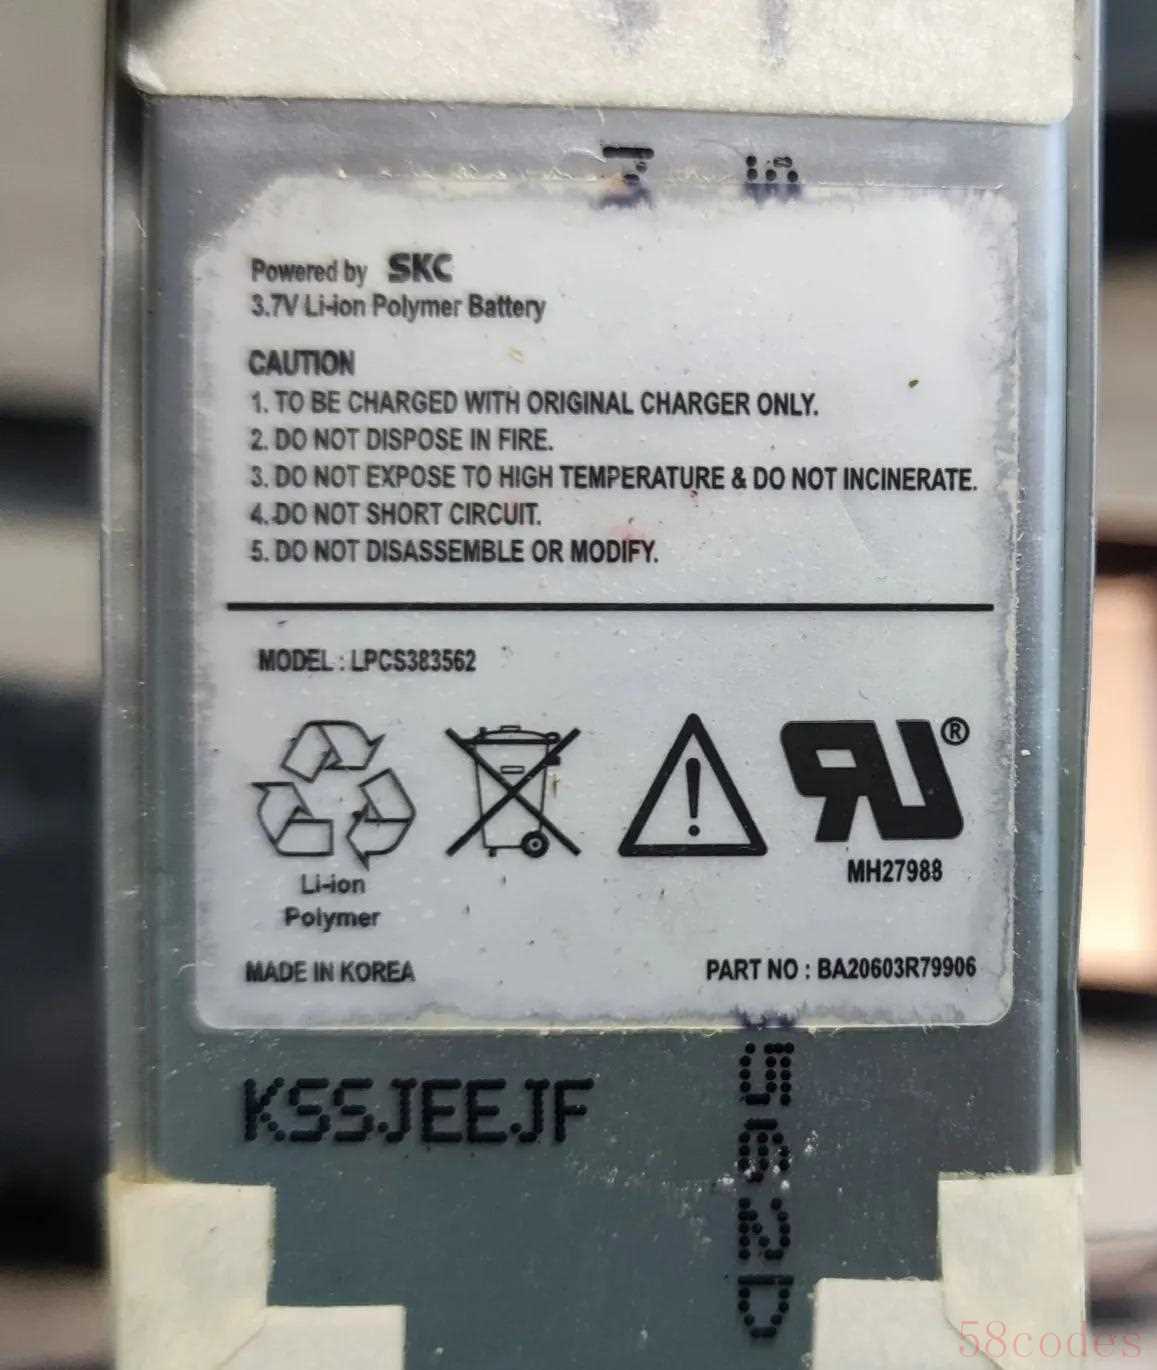 Powered by SKC
3.7V Li-ion Polymer Battery
CAUTION
1. TO BE CHARGED WITH ORIGINAL CHARGER ONLY.
2. DO NOT DISPOSE IN FIRE.
3. DO NOT EXPOSE TO HIGH TEMPERATURE & DO NOT INCINERATE.
4. DO NOT SHORT CIRCUIT.
5. DO NOT DISASSEMBLE OR MODIFY.
MODEL : LPCS383562
®
MH27988
Li-ion
Polymer
MADE IN KOREA
PART NO : BA20603R79906
KSSJEEJF
58codes